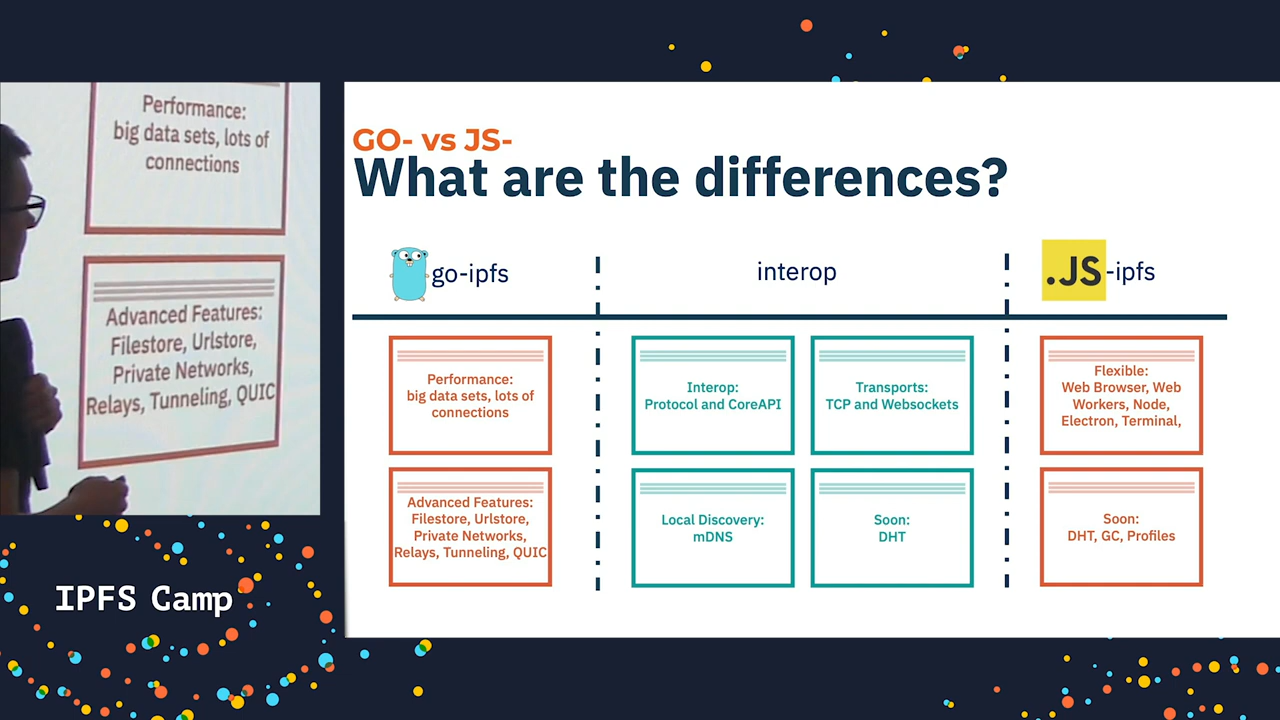 Performance:
big data sets, lots of
connections
Advanced Features:
Filestore, Urlstore,
Private Networks,
Relays, Tunneling, QUIC
IPFS Camp
GO- vs JS-
What are the differences?
go-ipfs
interop
.JS-ipfs
Performance:
big data sets, lots of
connections
Advanced Features:
Filestore, Urlstore,
Private Networks,
Relays, Tunneling, QUIC
Interop:
Protocol and CoreAPI
Transports:
TCP and Websockets
Local Discovery:
mDNS
Soon:
DHT
Flexible:
Web Browser, Web
Workers, Node,
Electron, Terminal,
Soon:
DHT, GC, Profiles